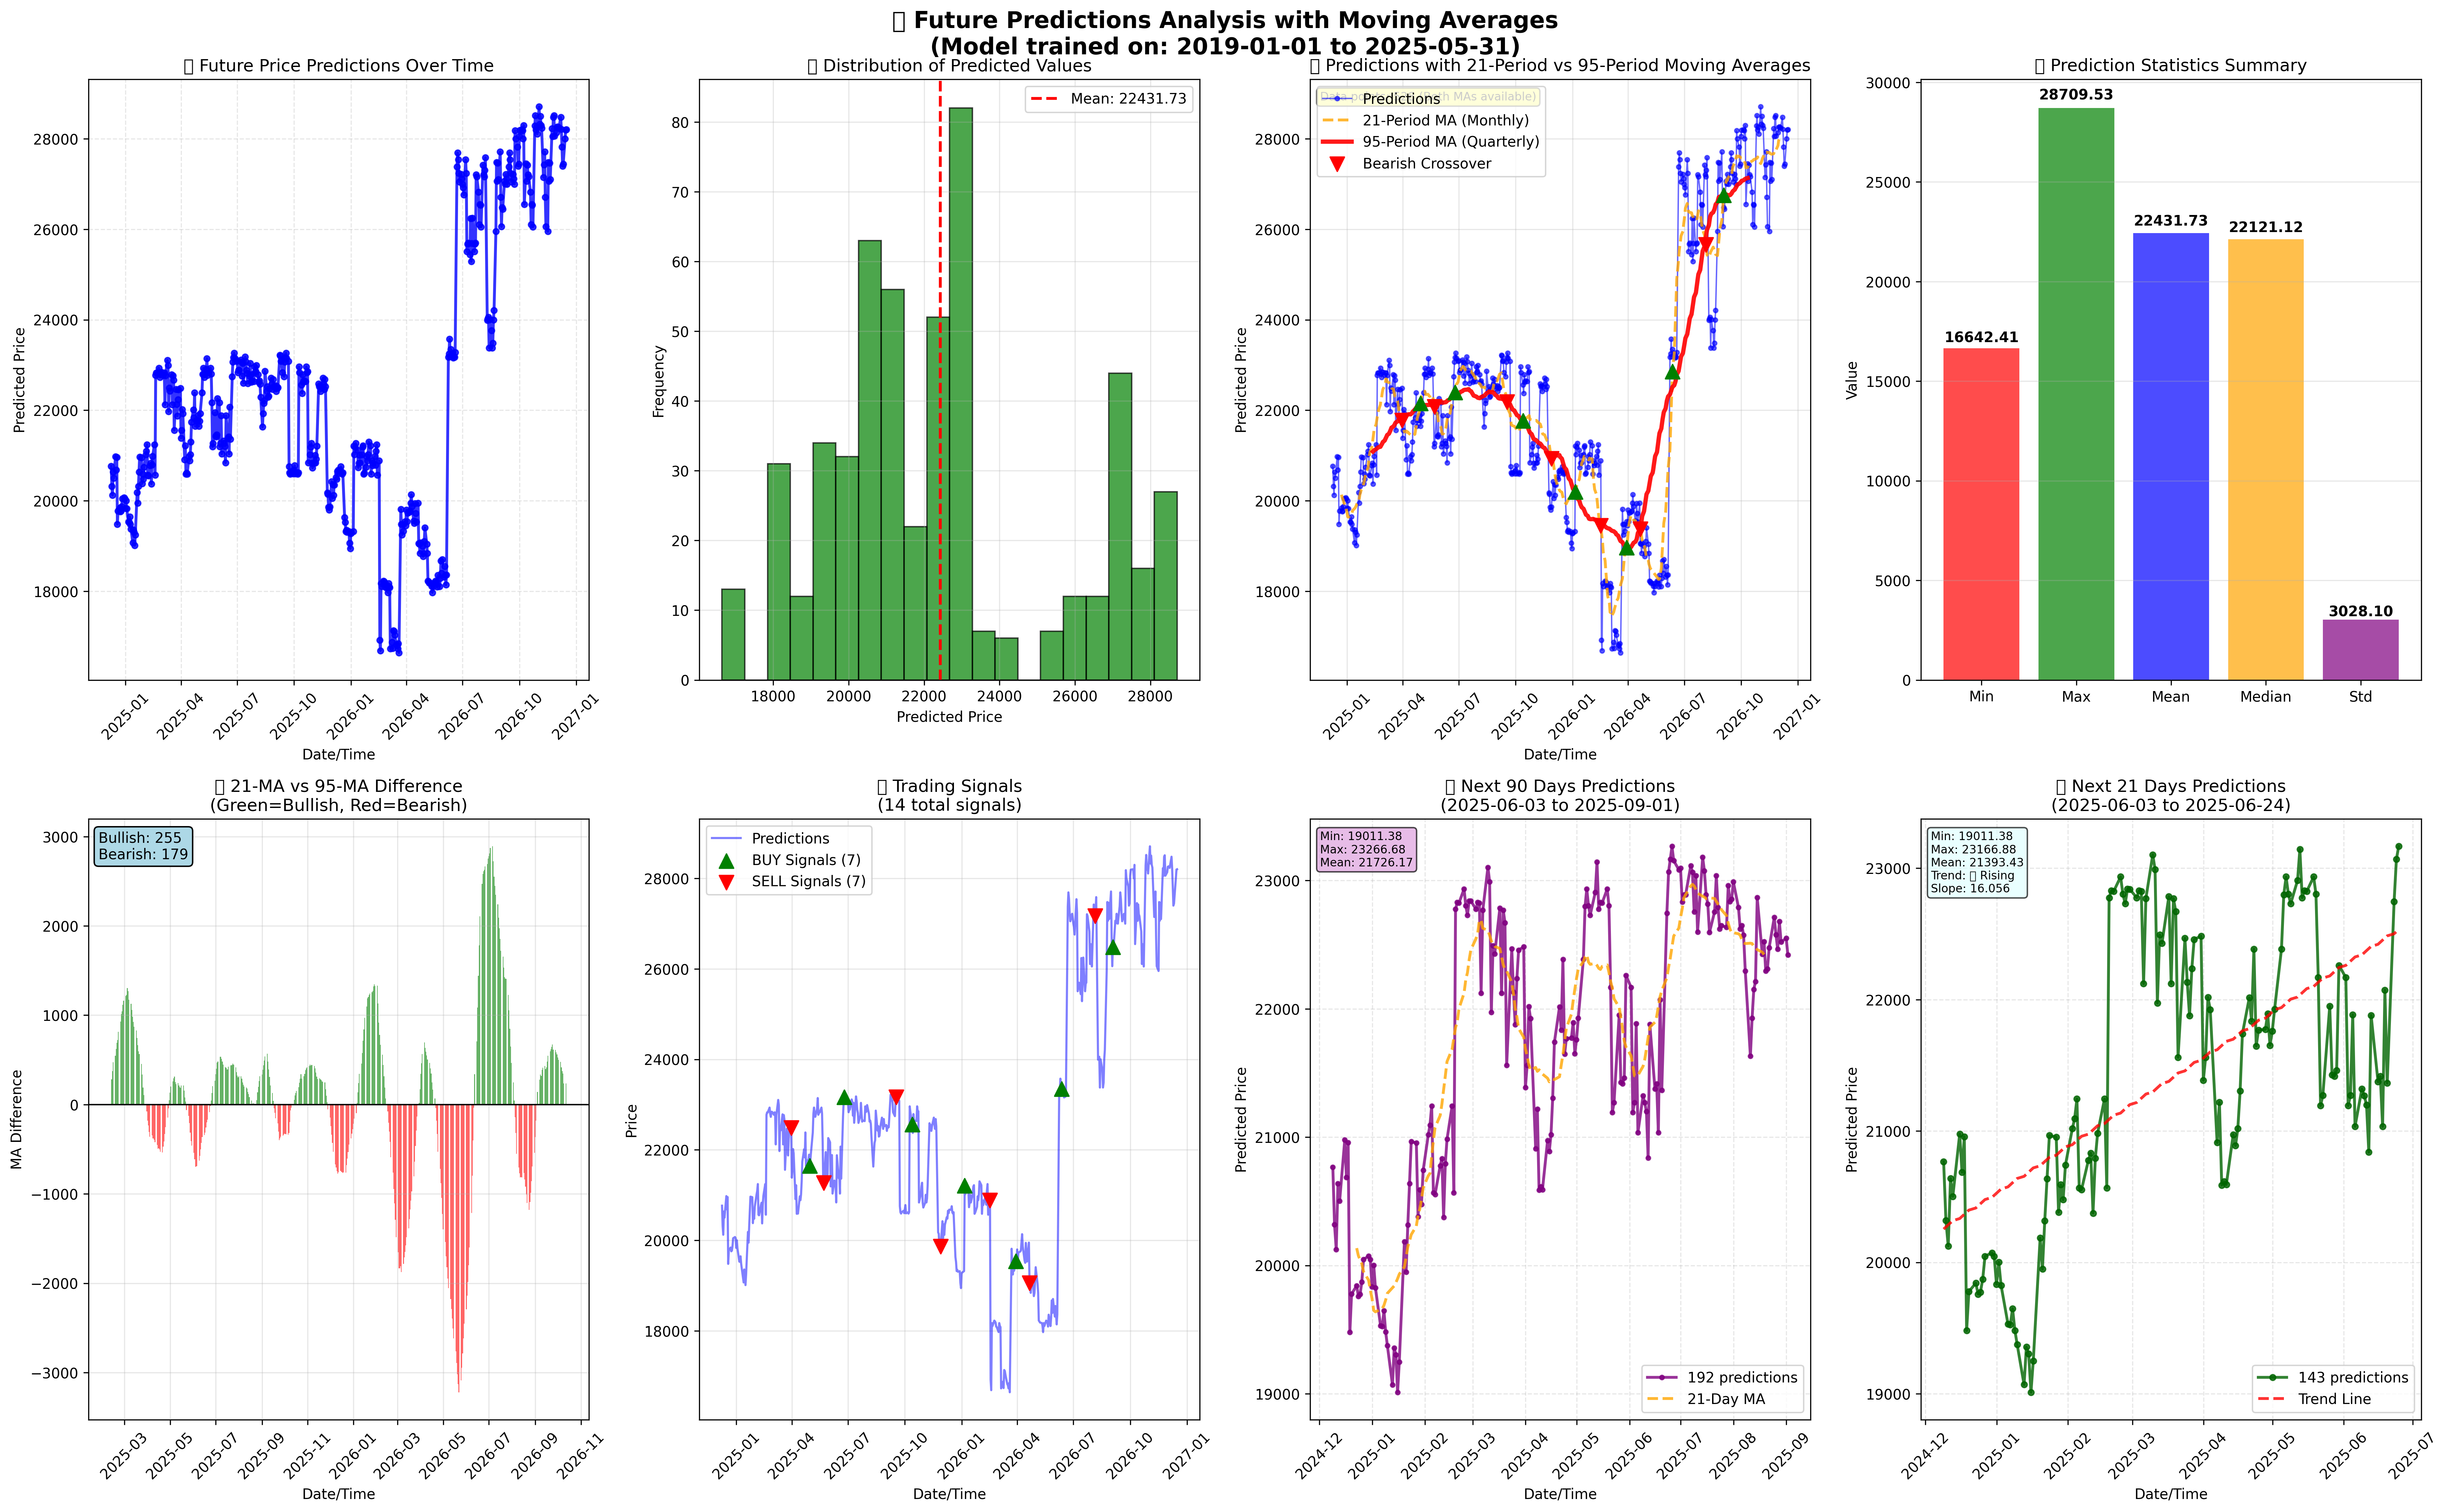 Future Predictions Analysis with Moving Averages
(Model trained on: 2019-01-01 to 2025-05-31)
Future Price Predictions Over Time
Predicted Price
28000
26000
24000
22000
20000
18000
2025-01
2025-04
2025-07
2025-10
2026-01
2026-04
2026-07
2026-10
2027-01
Date/Time
Distribution of Predicted Values
Mean: 22431.73
Frequency
80
70
60
50
40
30
20
10
0
18000
20000
22000
24000
26000
28000
Predicted Price
Predictions with 21-Period vs 95-Period Moving Averages
MAs available)
Predictions
21-Period MA (Monthly)
95-Period MA (Quarterly)
Bearish Crossover
Predicted Price
28000
26000
24000
22000
20000
18000
2025-01
2025-04
2025-07
2025-10
2026-01
2026-04
2026-07
2026-10
2027-01
Date/Time
Prediction Statistics Summary
Value
30000
25000
20000
15000
10000
5000
0
16642.41
28709.53
22431.73
22121.12
3028.10
Min
Max
Mean
Median
Std
21-MA vs 95-MA Difference
(Green=Bullish, Red=Bearish)
Bullish: 255
Bearish: 179
MA Difference
3000
2000
1000
0
−1000
−2000
−3000
2025-03
2025-05
2025-07
2025-09
2025-11
2026-01
2026-03
2026-05
2026-07
2026-09
2026-11
Date/Time
Trading Signals
(14 total signals)
Predictions
BUY Signals (7)
SELL Signals (7)
Price
28000
26000
24000
22000
20000
18000
2025-01
2025-04
2025-07
2025-10
2026-01
2026-04
2026-07
2026-10
2027-01
Date/Time
Next 90 Days Predictions
(2025-06-03 to 2025-09-01)
Min: 19011.38
Max: 23266.68
Mean: 21726.17
Predicted Price
23000
22000
21000
20000
19000
192 predictions
21-Day MA
2024-12
2025-01
2025-02
2025-03
2025-04
2025-05
2025-06
2025-07
2025-08
2025-09
Date/Time
Next 21 Days Predictions
(2025-06-03 to 2025-06-24)
Min: 19011.38
Max: 23166.88
Mean: 21393.43
Trend: Rising
Slope: 16.056
Predicted Price
23000
22000
21000
20000
19000
143 predictions
Trend Line
2024-12
2025-01
2025-02
2025-03
2025-04
2025-05
2025-06
2025-07
Date/Time